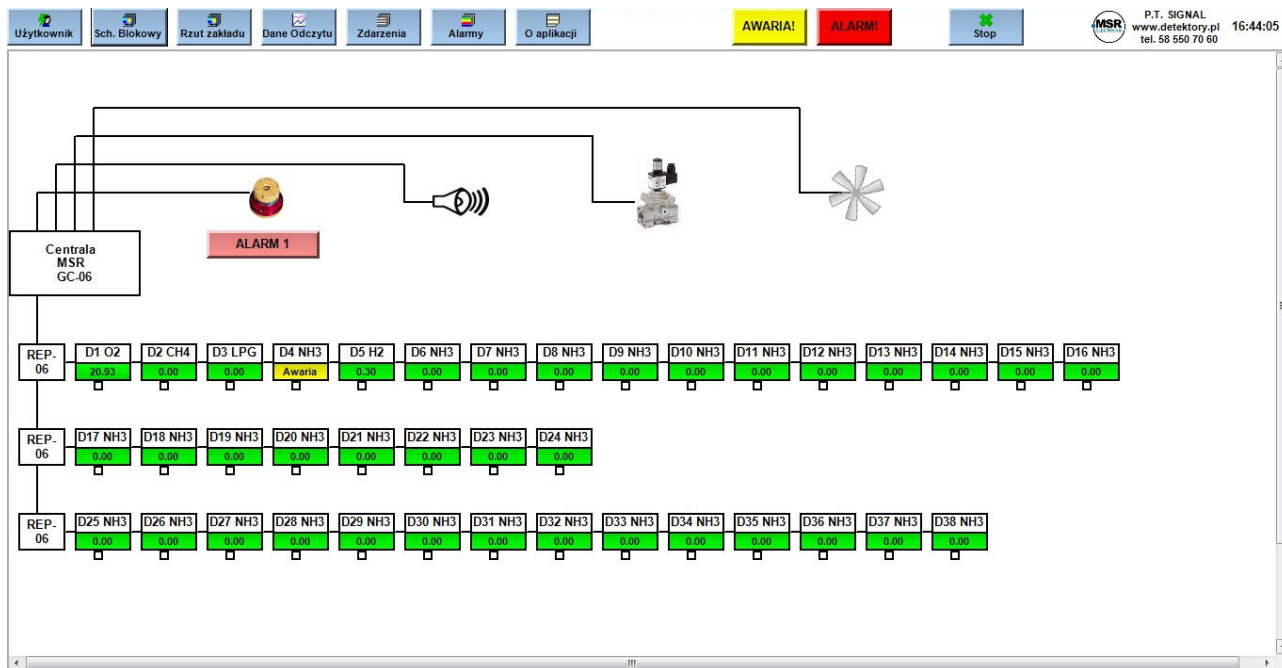 Użytkownik
Sch. Blokowy
Rzut zakładu
Dane Odczytu
Zdarzenia
Alarmy
O aplikacji
AWARIA!
ALARM!
Stop
MSR
P.T. SIGNAL
www.detektory.pl
tel. 58 550 70 60
16:44:05
Centrala
MSR
GC-06
ALARM 1
REP-
06
D1 O2 D2 CH4 D3 LPG D4 NH3 D5 H2 D6 NH3 D7 NH3 D8 NH3 D9 NH3 D10 NH3 D11 NH3 D12 NH3 D13 NH3 D14 NH3 D15 NH3 D16 NH3
20.93 0.00 0.00 Awaria 0.30 0.00 0.00 0.00 0.00 0.00 0.00 0.00 0.00 0.00 0.00 0.00
REP-
06
D17 NH3 D18 NH3 D19 NH3 D20 NH3 D21 NH3 D22 NH3 D23 NH3 D24 NH3
0.00 0.00 0.00 0.00 0.00 0.00 0.00 0.00
REP-
06
D25 NH3 D26 NH3 D27 NH3 D28 NH3 D29 NH3 D30 NH3 D31 NH3 D32 NH3 D33 NH3 D34 NH3 D35 NH3 D36 NH3 D37 NH3 D38 NH3
0.00 0.00 0.00 0.00 0.00 0.00 0.00 0.00 0.00 0.00 0.00 0.00 0.00 0.00